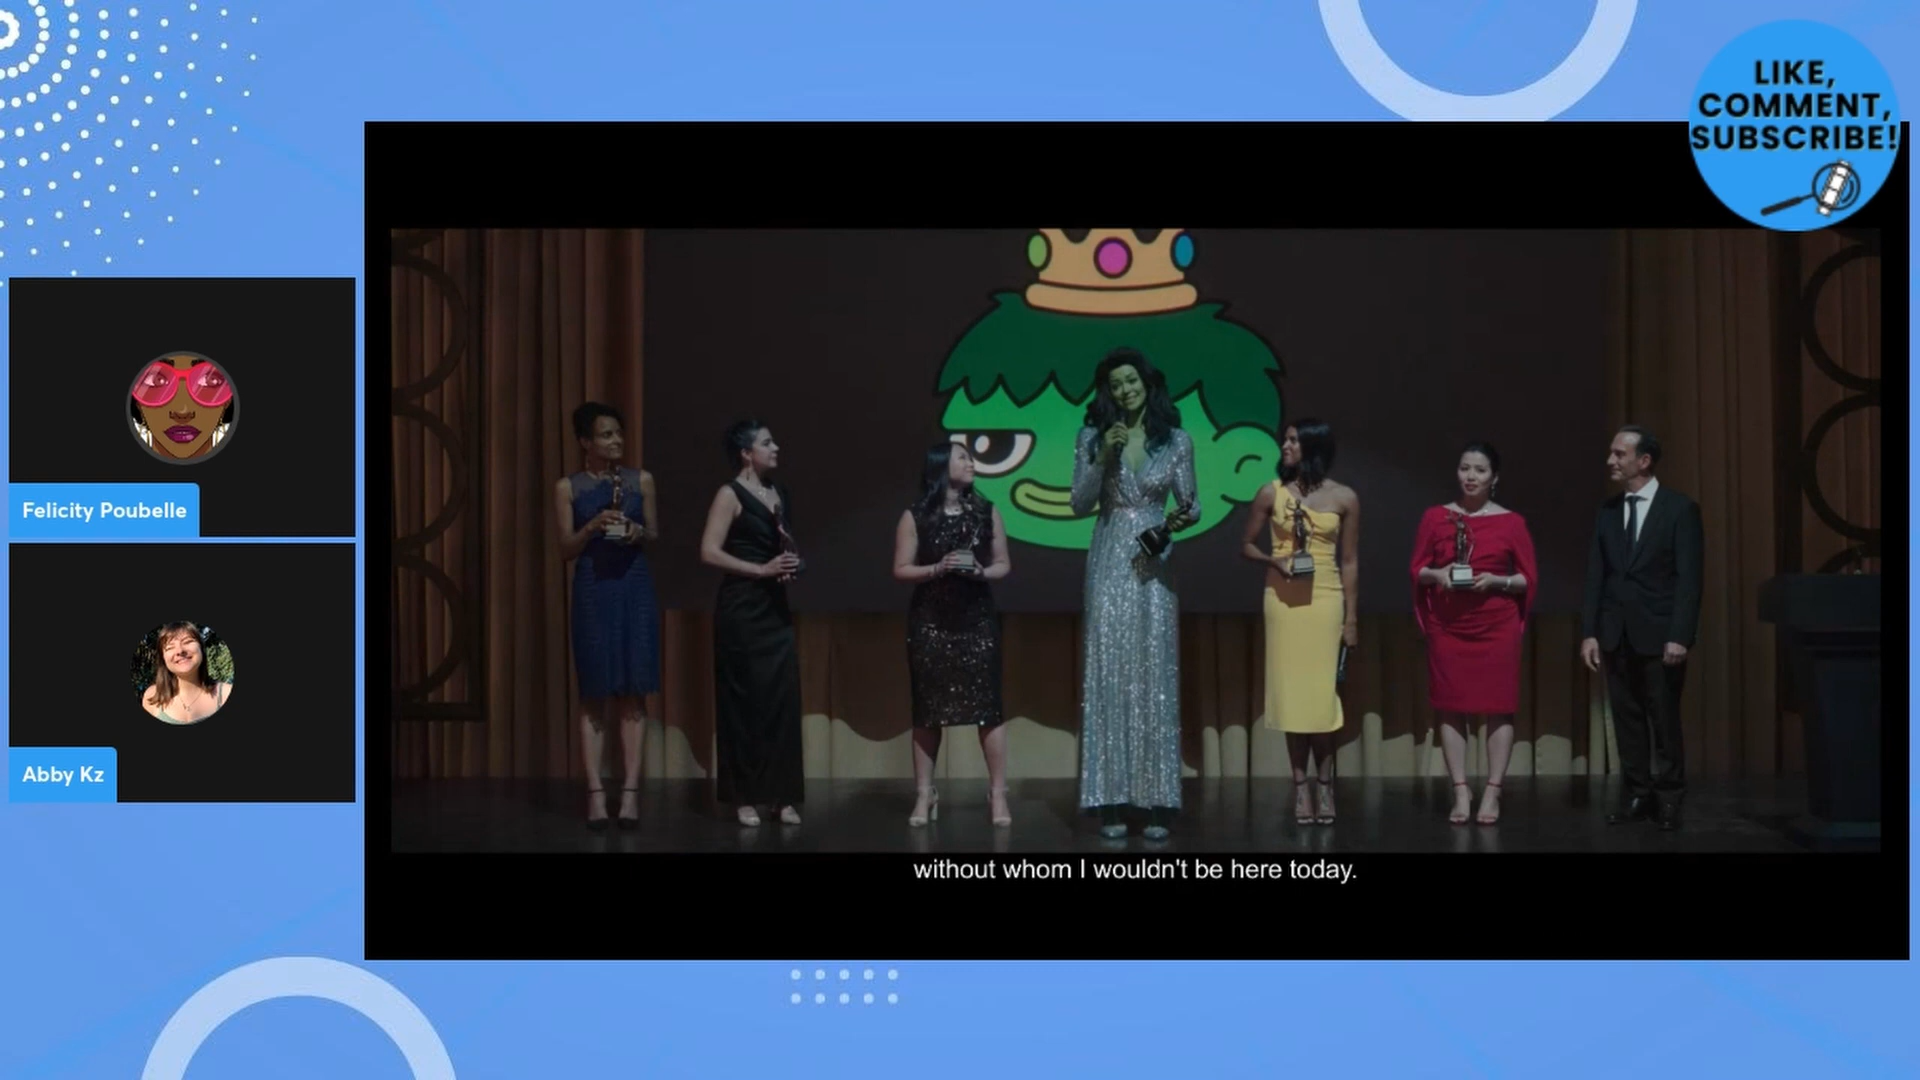 LIKE,
COMMENT,
SUBSCRIBE!
Felicity Poubelle
Abby Kz
without whom I wouldn't be here today.